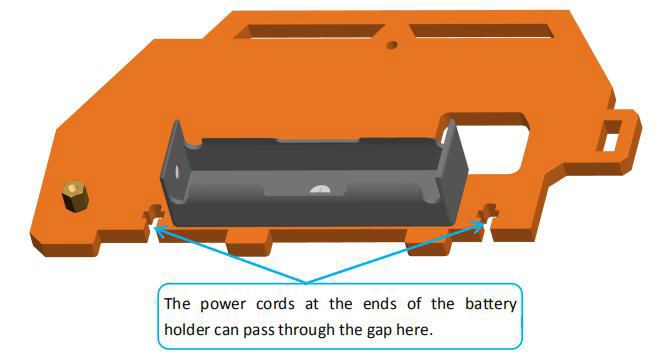 The power cords at the ends of the battery
holder can pass through the gap here.